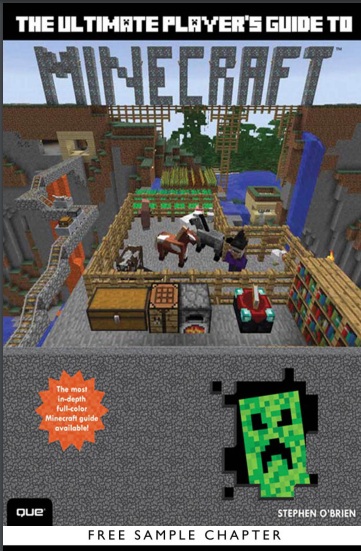 THE ULTIMATE PLAYER'S GUIDE TO
MINECRAFT™
The most
in-depth
full-color
Minecraft guide
available!
que®
STEPHEN O'BRIEN
FREE SAMPLE CHAPTER